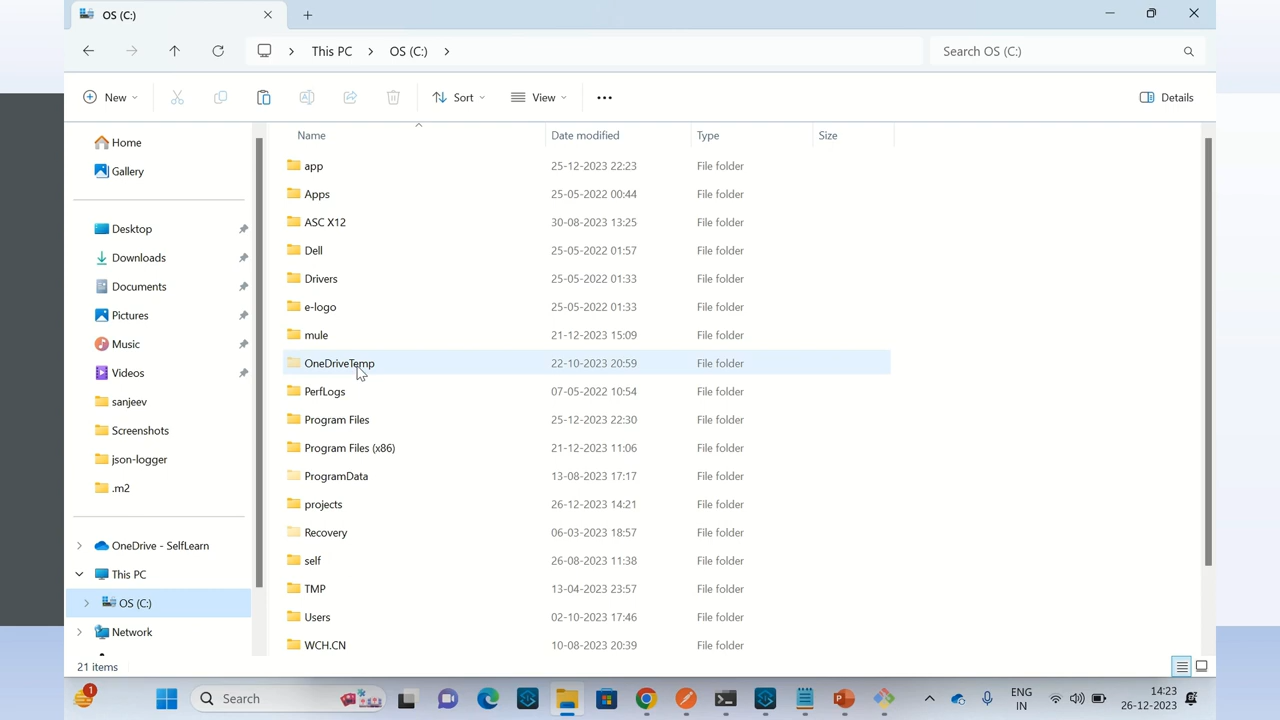 OS (C:)
This PC > OS (C:) >
Search OS (C:)
New
Sort
View
Details
Home
Gallery
Desktop
Downloads
Documents
Pictures
Music
Videos
sanjeev
Screenshots
json-logger
.m2
OneDrive - SelfLearn
This PC
OS (C:)
Network
Name Date modified Type Size
app 25-12-2023 22:23 File folder
Apps 25-05-2022 00:44 File folder
ASC X12 30-08-2023 13:25 File folder
Dell 25-05-2022 01:57 File folder
Drivers 25-05-2022 01:33 File folder
e-logo 25-05-2022 01:33 File folder
mule 21-12-2023 15:09 File folder
OneDriveTemp 22-10-2023 20:59 File folder
PerfLogs 07-05-2022 10:54 File folder
Program Files 25-12-2023 22:30 File folder
Program Files (x86) 21-12-2023 11:06 File folder
ProgramData 13-08-2023 17:17 File folder
projects 26-12-2023 14:21 File folder
Recovery 06-03-2023 18:57 File folder
self 26-08-2023 11:38 File folder
TMP 13-04-2023 23:57 File folder
Users 02-10-2023 17:46 File folder
WCH.CN 10-08-2023 20:39 File folder
21 items
1
Search
ENG
IN
14:23
26-12-2023